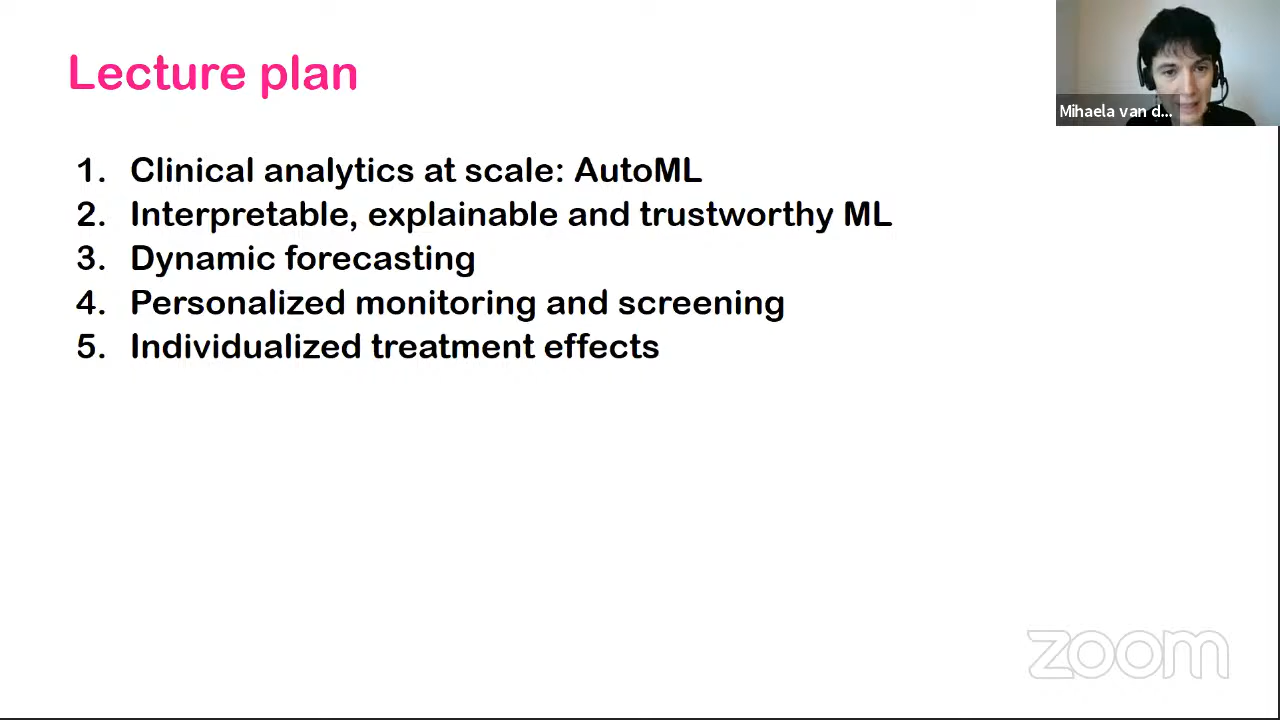 Lecture plan
Mihaela van d...
1. Clinical analytics at scale: AutoML
2. Interpretable, explainable and trustworthy ML
3. Dynamic forecasting
4. Personalized monitoring and screening
5. Individualized treatment effects
zoom